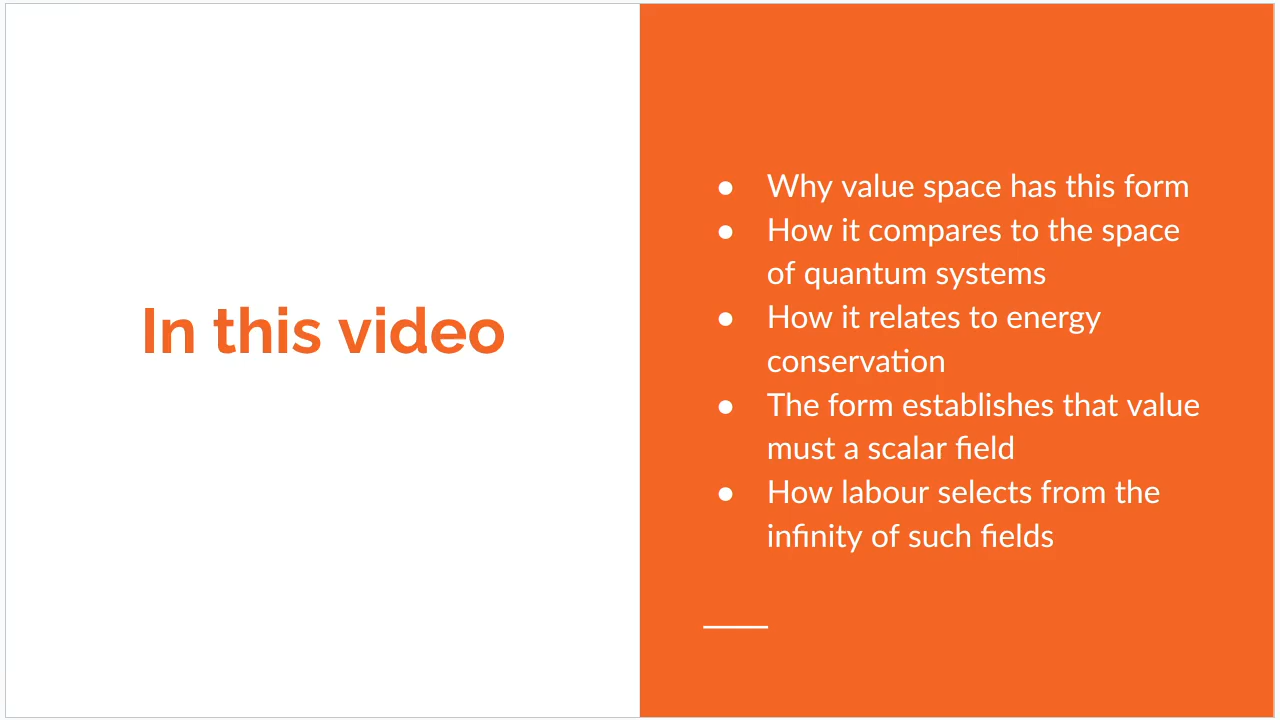 In this video
● Why value space has this form
● How it compares to the space
of quantum systems
● How it relates to energy
conservation
● The form establishes that value
must a scalar field
● How labour selects from the
infinity of such fields